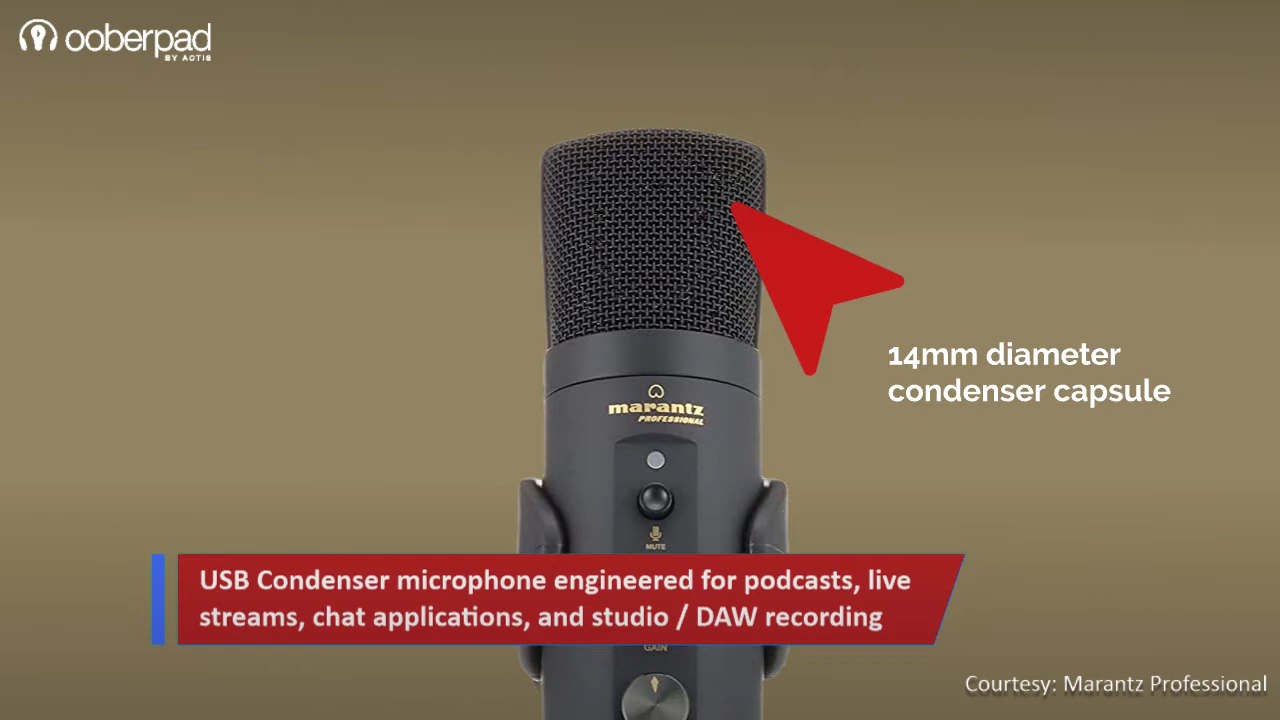 ooberpad
BY ACTIS
14mm diameter
condenser capsule
marantz
PROFESSIONAL
MUTE
USB Condenser microphone engineered for podcasts, live
streams, chat applications, and studio / DAW recording
GAIN
Courtesy: Marantz Professional